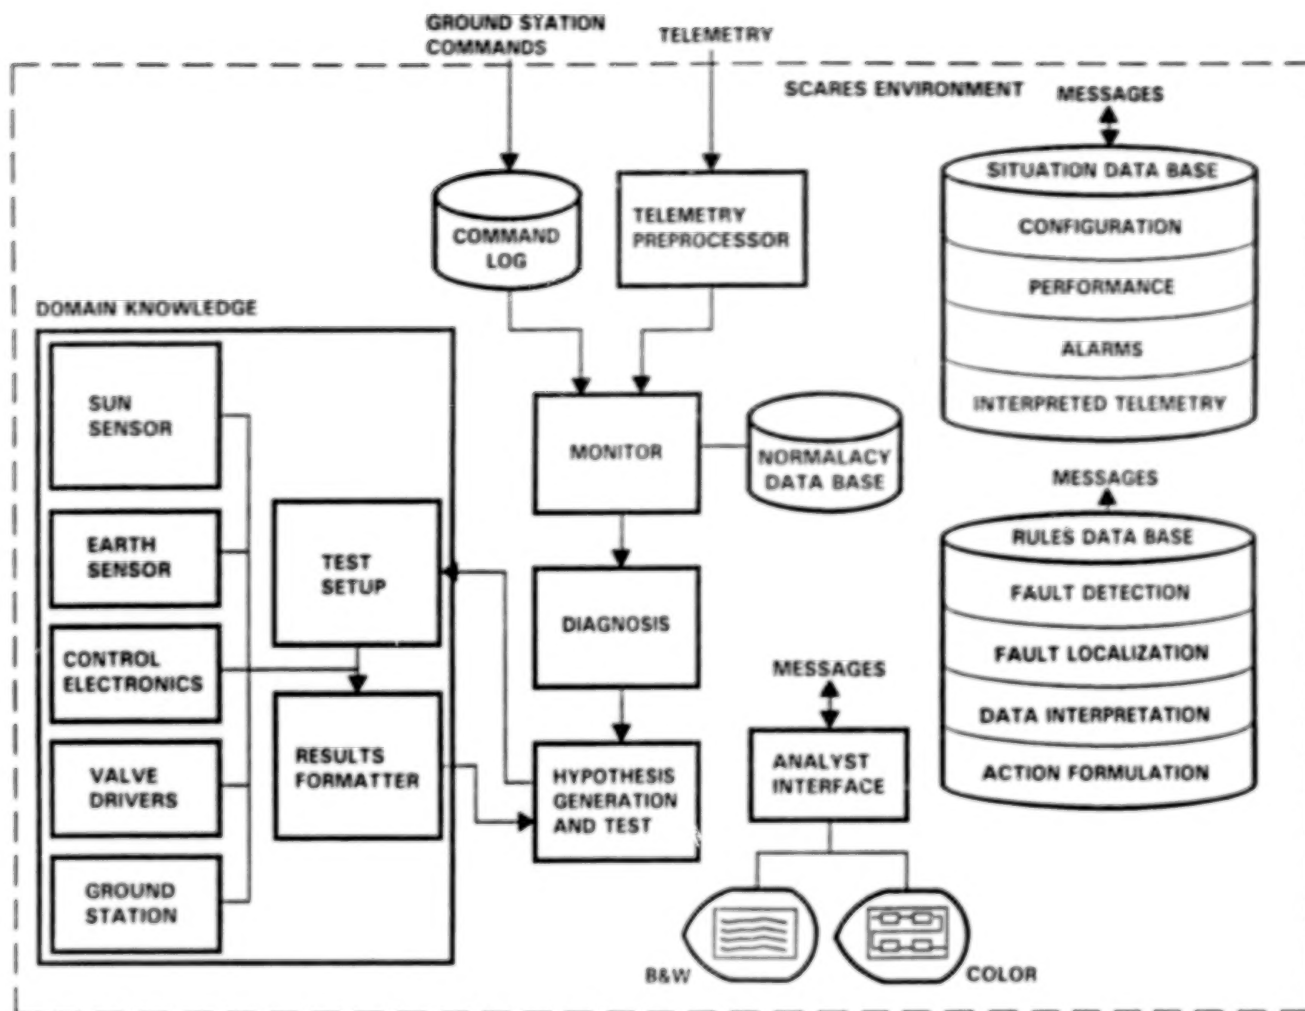 GROUND STATION
COMMANDS
TELEMETRY
SCARES ENVIRONMENT
MESSAGES
SITUATION DATA BASE
CONFIGURATION
PERFORMANCE
ALARMS
INTERPRETED TELEMETRY
COMMAND
LOG
TELEMETRY
PREPROCESSOR
DOMAIN KNOWLEDGE
SUN
SENSOR
EARTH
SENSOR
CONTROL
ELECTRONICS
VALVE
DRIVERS
GROUND
STATION
TEST
SETUP
RESULTS
FORMATTER
MONITOR
NORMALACY
DATA BASE
DIAGNOSIS
HYPOTHESIS
GENERATION
AND TEST
MESSAGES
RULES DATA BASE
FAULT DETECTION
FAULT LOCALIZATION
DATA INTERPRETATION
ACTION FORMULATION
MESSAGES
ANALYST
INTERFACE
B&W
COLOR